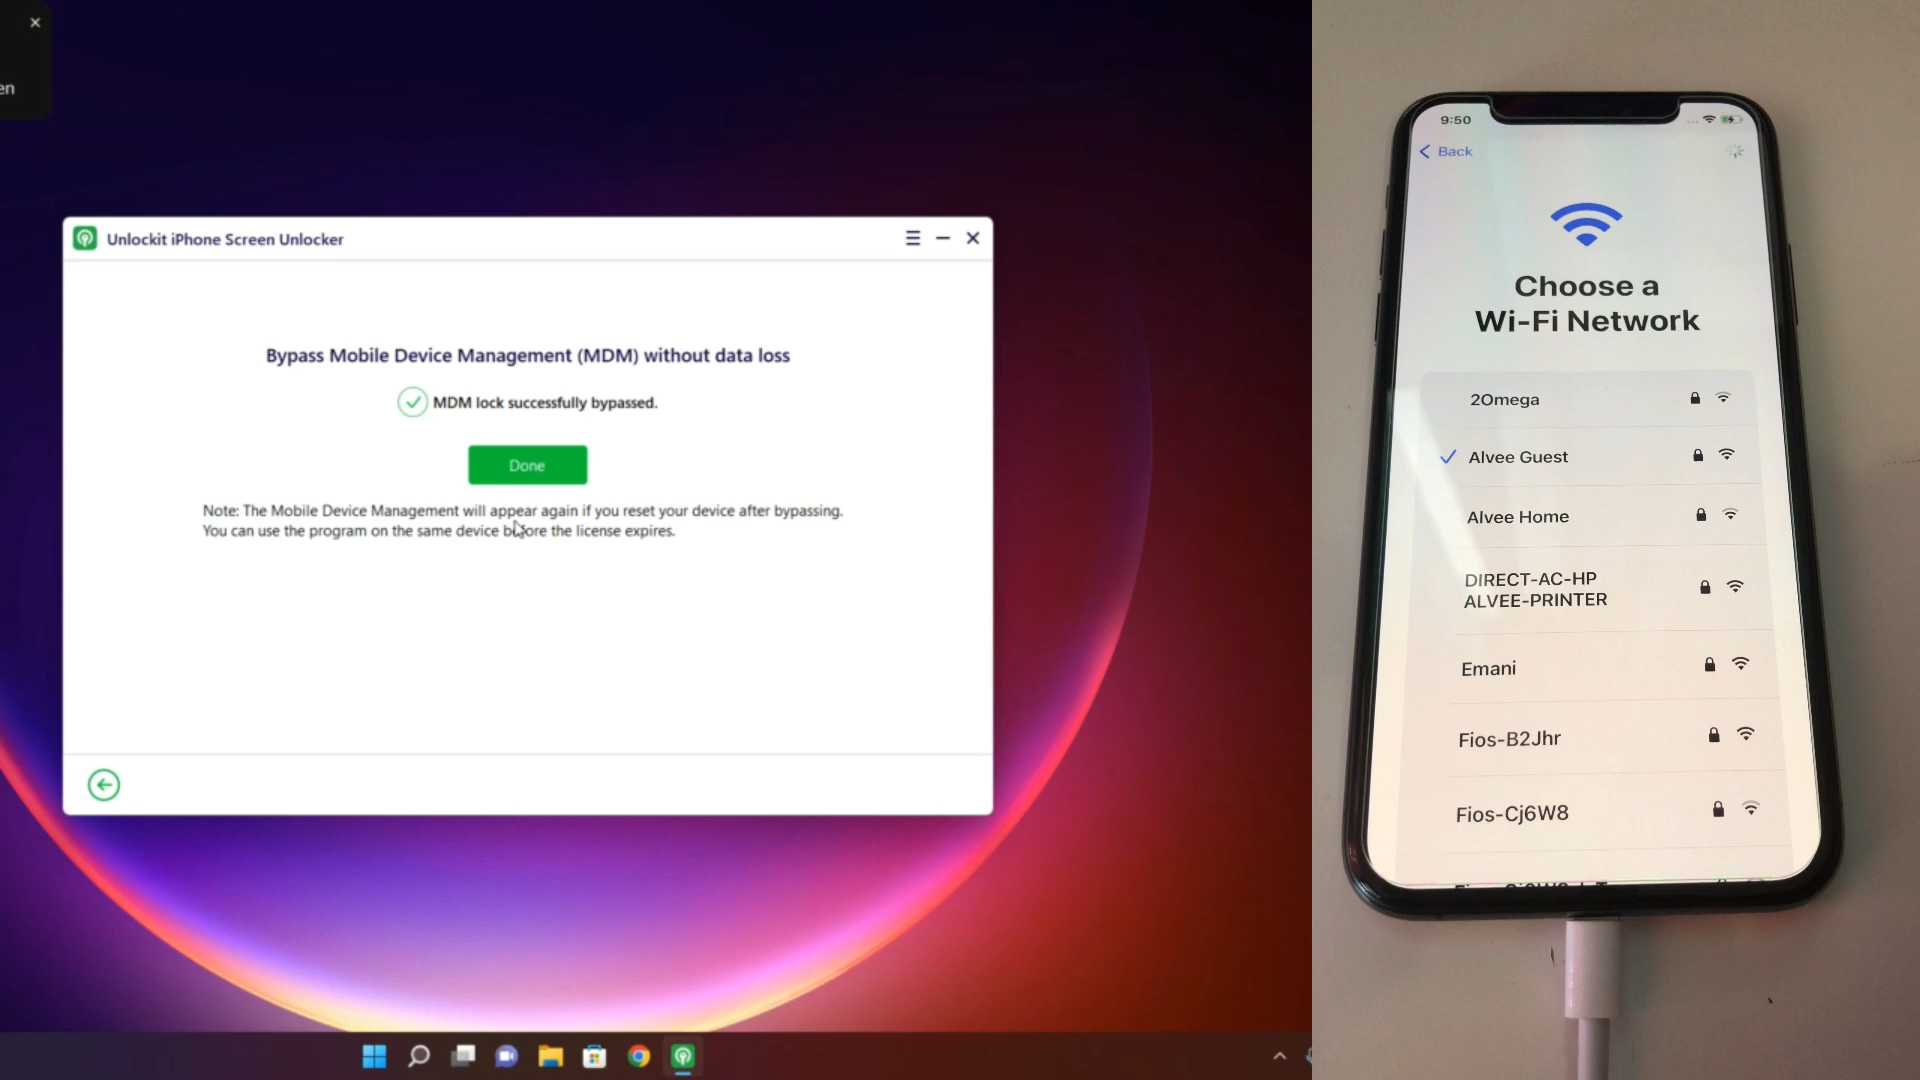 en
Unlockit iPhone Screen Unlocker
Bypass Mobile Device Management (MDM) without data loss
MDM lock successfully bypassed.
Done
Note: The Mobile Device Management will appear again if you reset your device after bypassing.
You can use the program on the same device before the license expires.
9:50
Back
Choose a
Wi-Fi Network
2Omega
Alvee Guest
Alvee Home
DIRECT-AC-HP
ALVEE-PRINTER
Emani
Fios-B2Jhr
Fios-Cj6W8